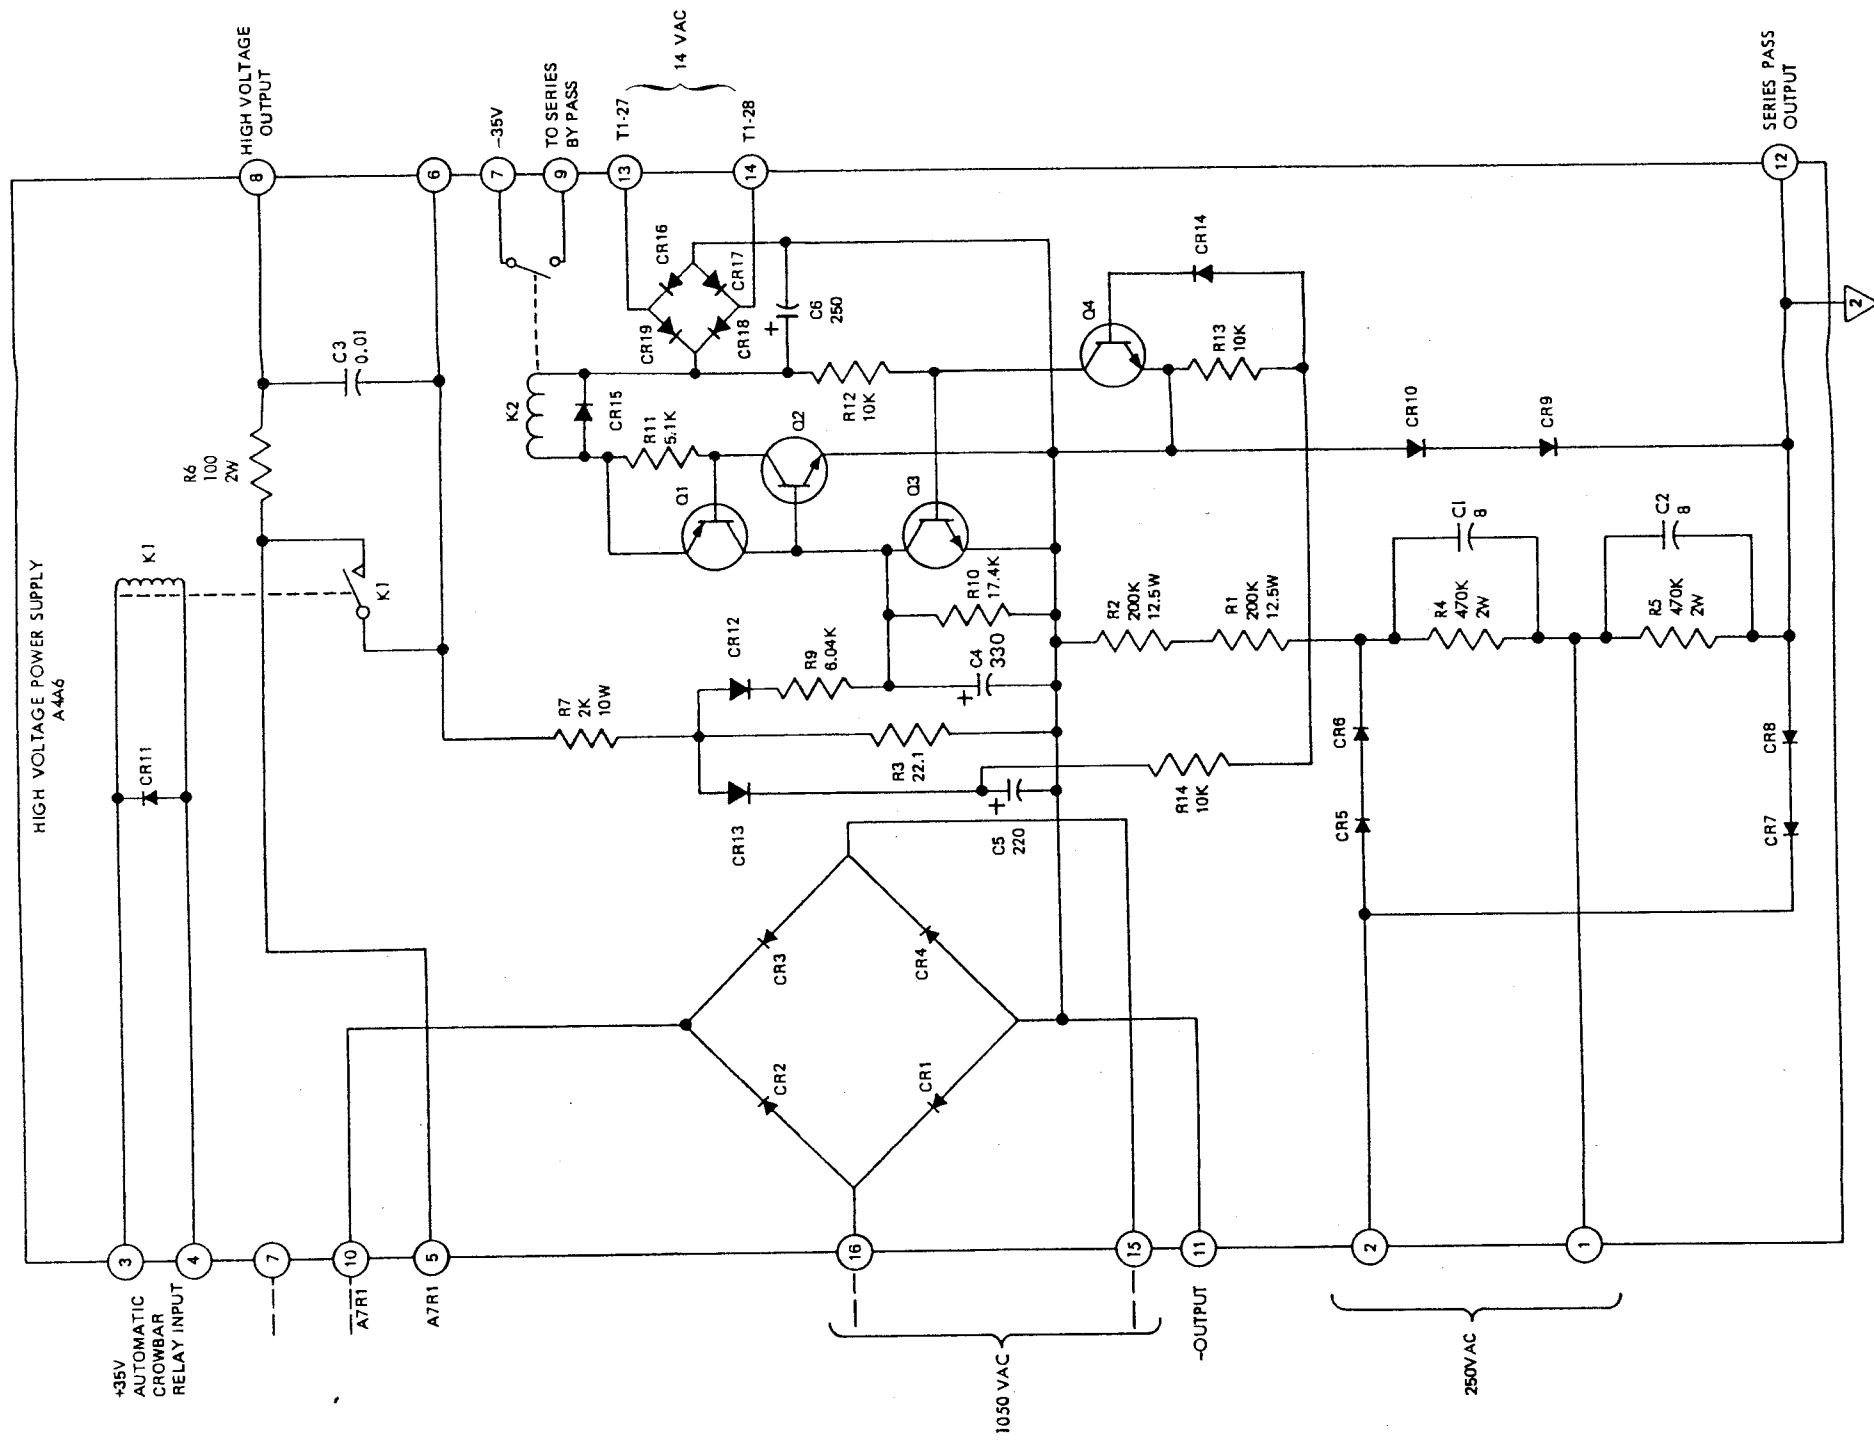 HIGH VOLTAGE POWER SUPPLY
A4A6
HIGH VOLTAGE
OUTPUT
8
6
7
-35V
9
TO SERIES
BY PASS
13
T1-27
14
T1-28
14 VAC
12
SERIES PASS
OUTPUT
2
+35V
AUTOMATIC
CROWBAR
RELAY INPUT
3
4
7
10
A7R1
5
A7R1
16
15
1050 VAC
11
-OUTPUT
2
1
250VAC
CR11
K1
K1
R6
100
2W
C3
0.01
K2
CR15
CR16
CR17
CR19
CR18
+
C6
250
R11
5.1K
R12
10K
Q1
Q2
Q3
Q4
CR14
R13
10K
CR10
CR9
R7
2K
10W
CR12
R9
6.04K
R10
17.4K
+
C4
330
R3
22.1
CR13
+
C5
220
R14
10K
R2
200K
12.5W
R1
200K
12.5W
R4
470K
2W
C1
8
R5
470K
2W
C2
8
CR6
CR5
CR8
CR7
CR3
CR4
CR2
CR1